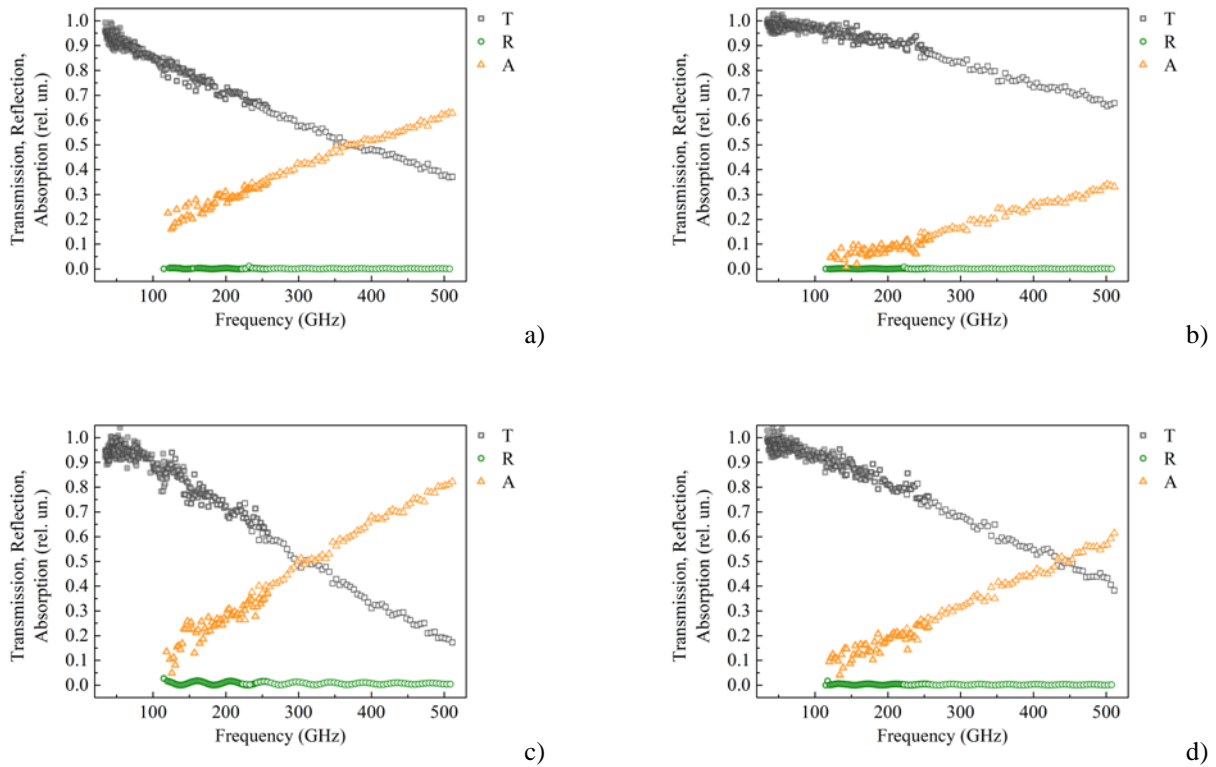 Transmission, Reflection,
Absorption (rel. un.)
1.0
0.9
0.8
0.7
0.6
0.5
0.4
0.3
0.2
0.1
0.0
100
200
300
400
500
Frequency (GHz)
T
R
A
a)
Transmission, Reflection,
Absorption (rel. un.)
1.0
0.9
0.8
0.7
0.6
0.5
0.4
0.3
0.2
0.1
0.0
100
200
300
400
500
Frequency (GHz)
T
R
A
b)
Transmission, Reflection,
Absorption (rel. un.)
1.0
0.9
0.8
0.7
0.6
0.5
0.4
0.3
0.2
0.1
0.0
100
200
300
400
500
Frequency (GHz)
T
R
A
c)
Transmission, Reflection,
Absorption (rel. un.)
1.0
0.9
0.8
0.7
0.6
0.5
0.4
0.3
0.2
0.1
0.0
100
200
300
400
500
Frequency (GHz)
T
R
A
d)